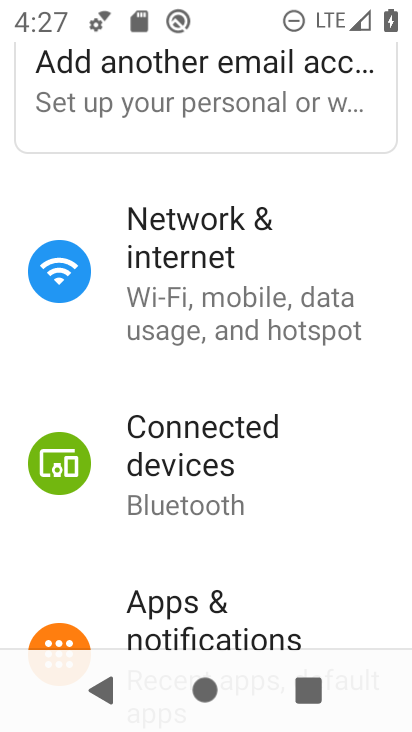 4:27 LTE
Add another email acc...
Set up your personal or w...
Network &
internet
Wi-Fi, mobile, data
usage, and hotspot
Connected
devices
Bluetooth
Apps &
notifications
Recent apps, default
apps